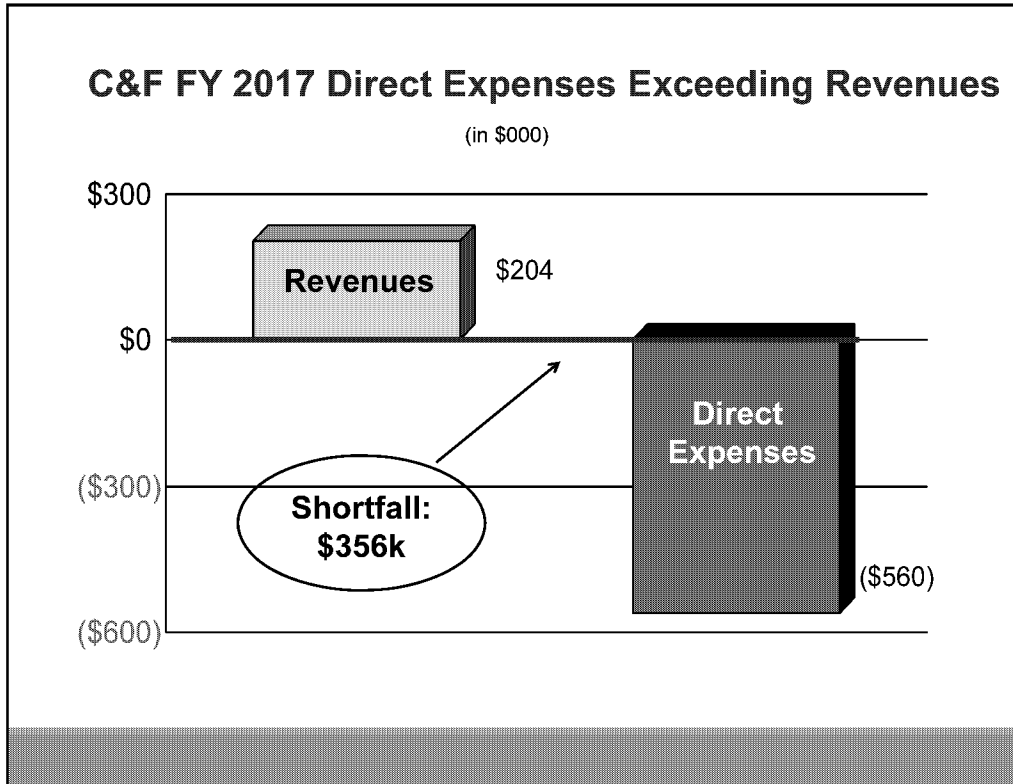 C&F FY 2017 Direct Expenses Exceeding Revenues
(in $000)
$300
Revenues
$204
$0
Direct
Expenses
($300)
Shortfall:
$356k
($560)
($600)